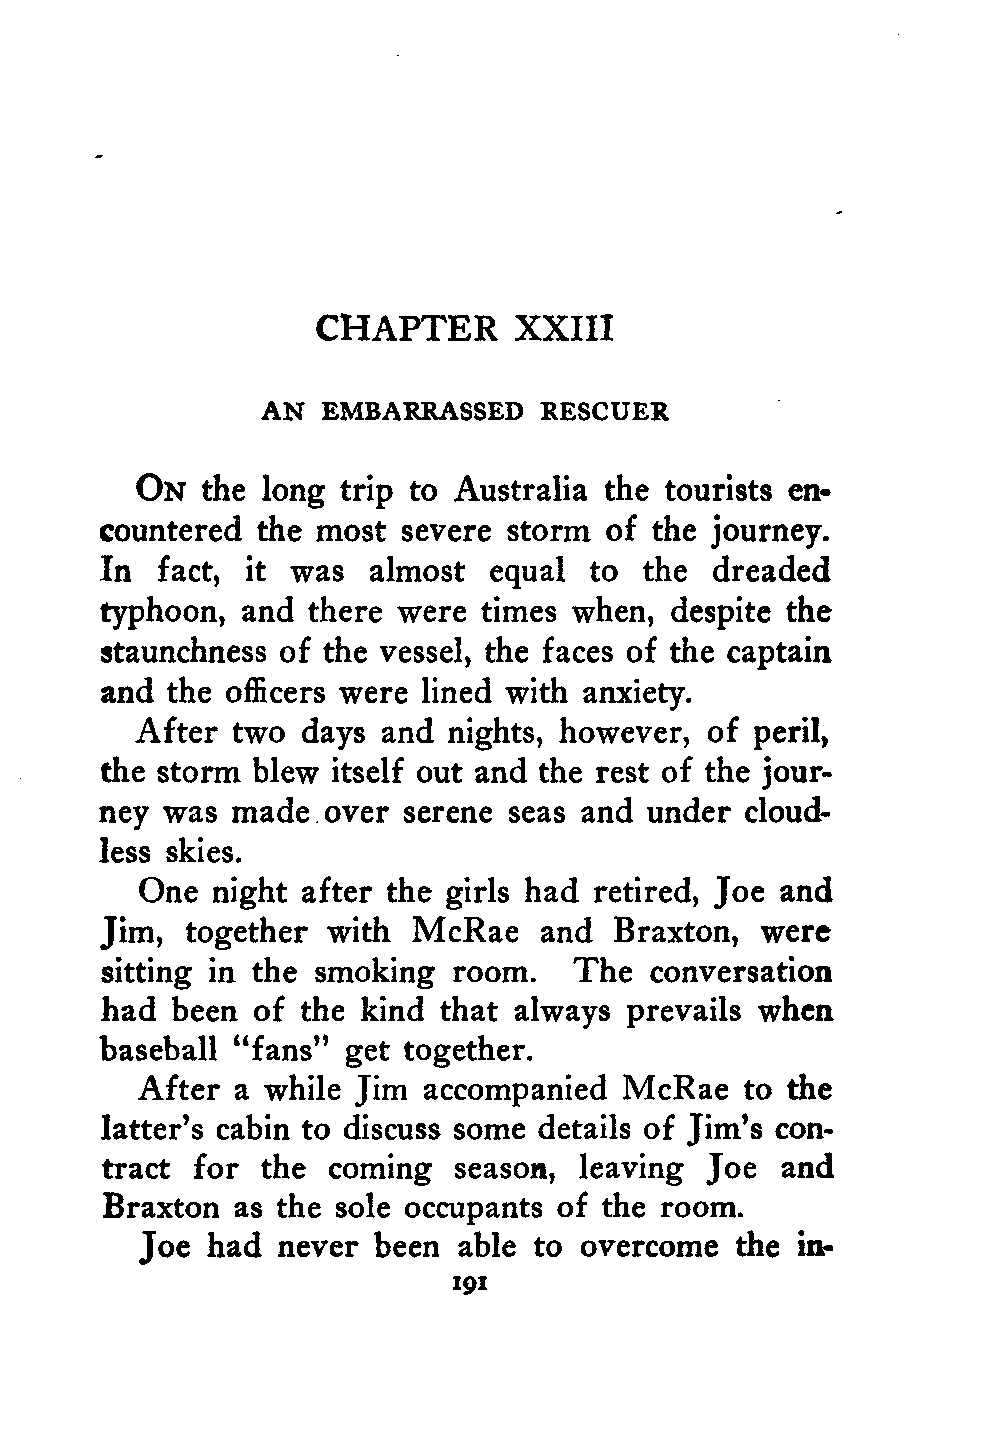 CHAPTER XXIII
AN EMBARRASSED RESCUER
ON the long trip to Australia the tourists en-
countered the most severe storm of the journey.
In fact, it was almost equal to the dreaded
typhoon, and there were times when, despite the
staunchness of the vessel, the faces of the captain
and the officers were lined with anxiety.
After two days and nights, however, of peril,
the storm blew itself out and the rest of the jour-
ney was made over serene seas and under cloud-
less skies.
One night after the girls had retired, Joe and
Jim, together with McRae and Braxton, were
sitting in the smoking room. The conversation
had been of the kind that always prevails when
baseball "fans" get together.
After a while Jim accompanied McRae to the
latter's cabin to discuss some details of Jim's con-
tract for the coming season, leaving Joe and
Braxton as the sole occupants of the room.
Joe had never been able to overcome the in-
191